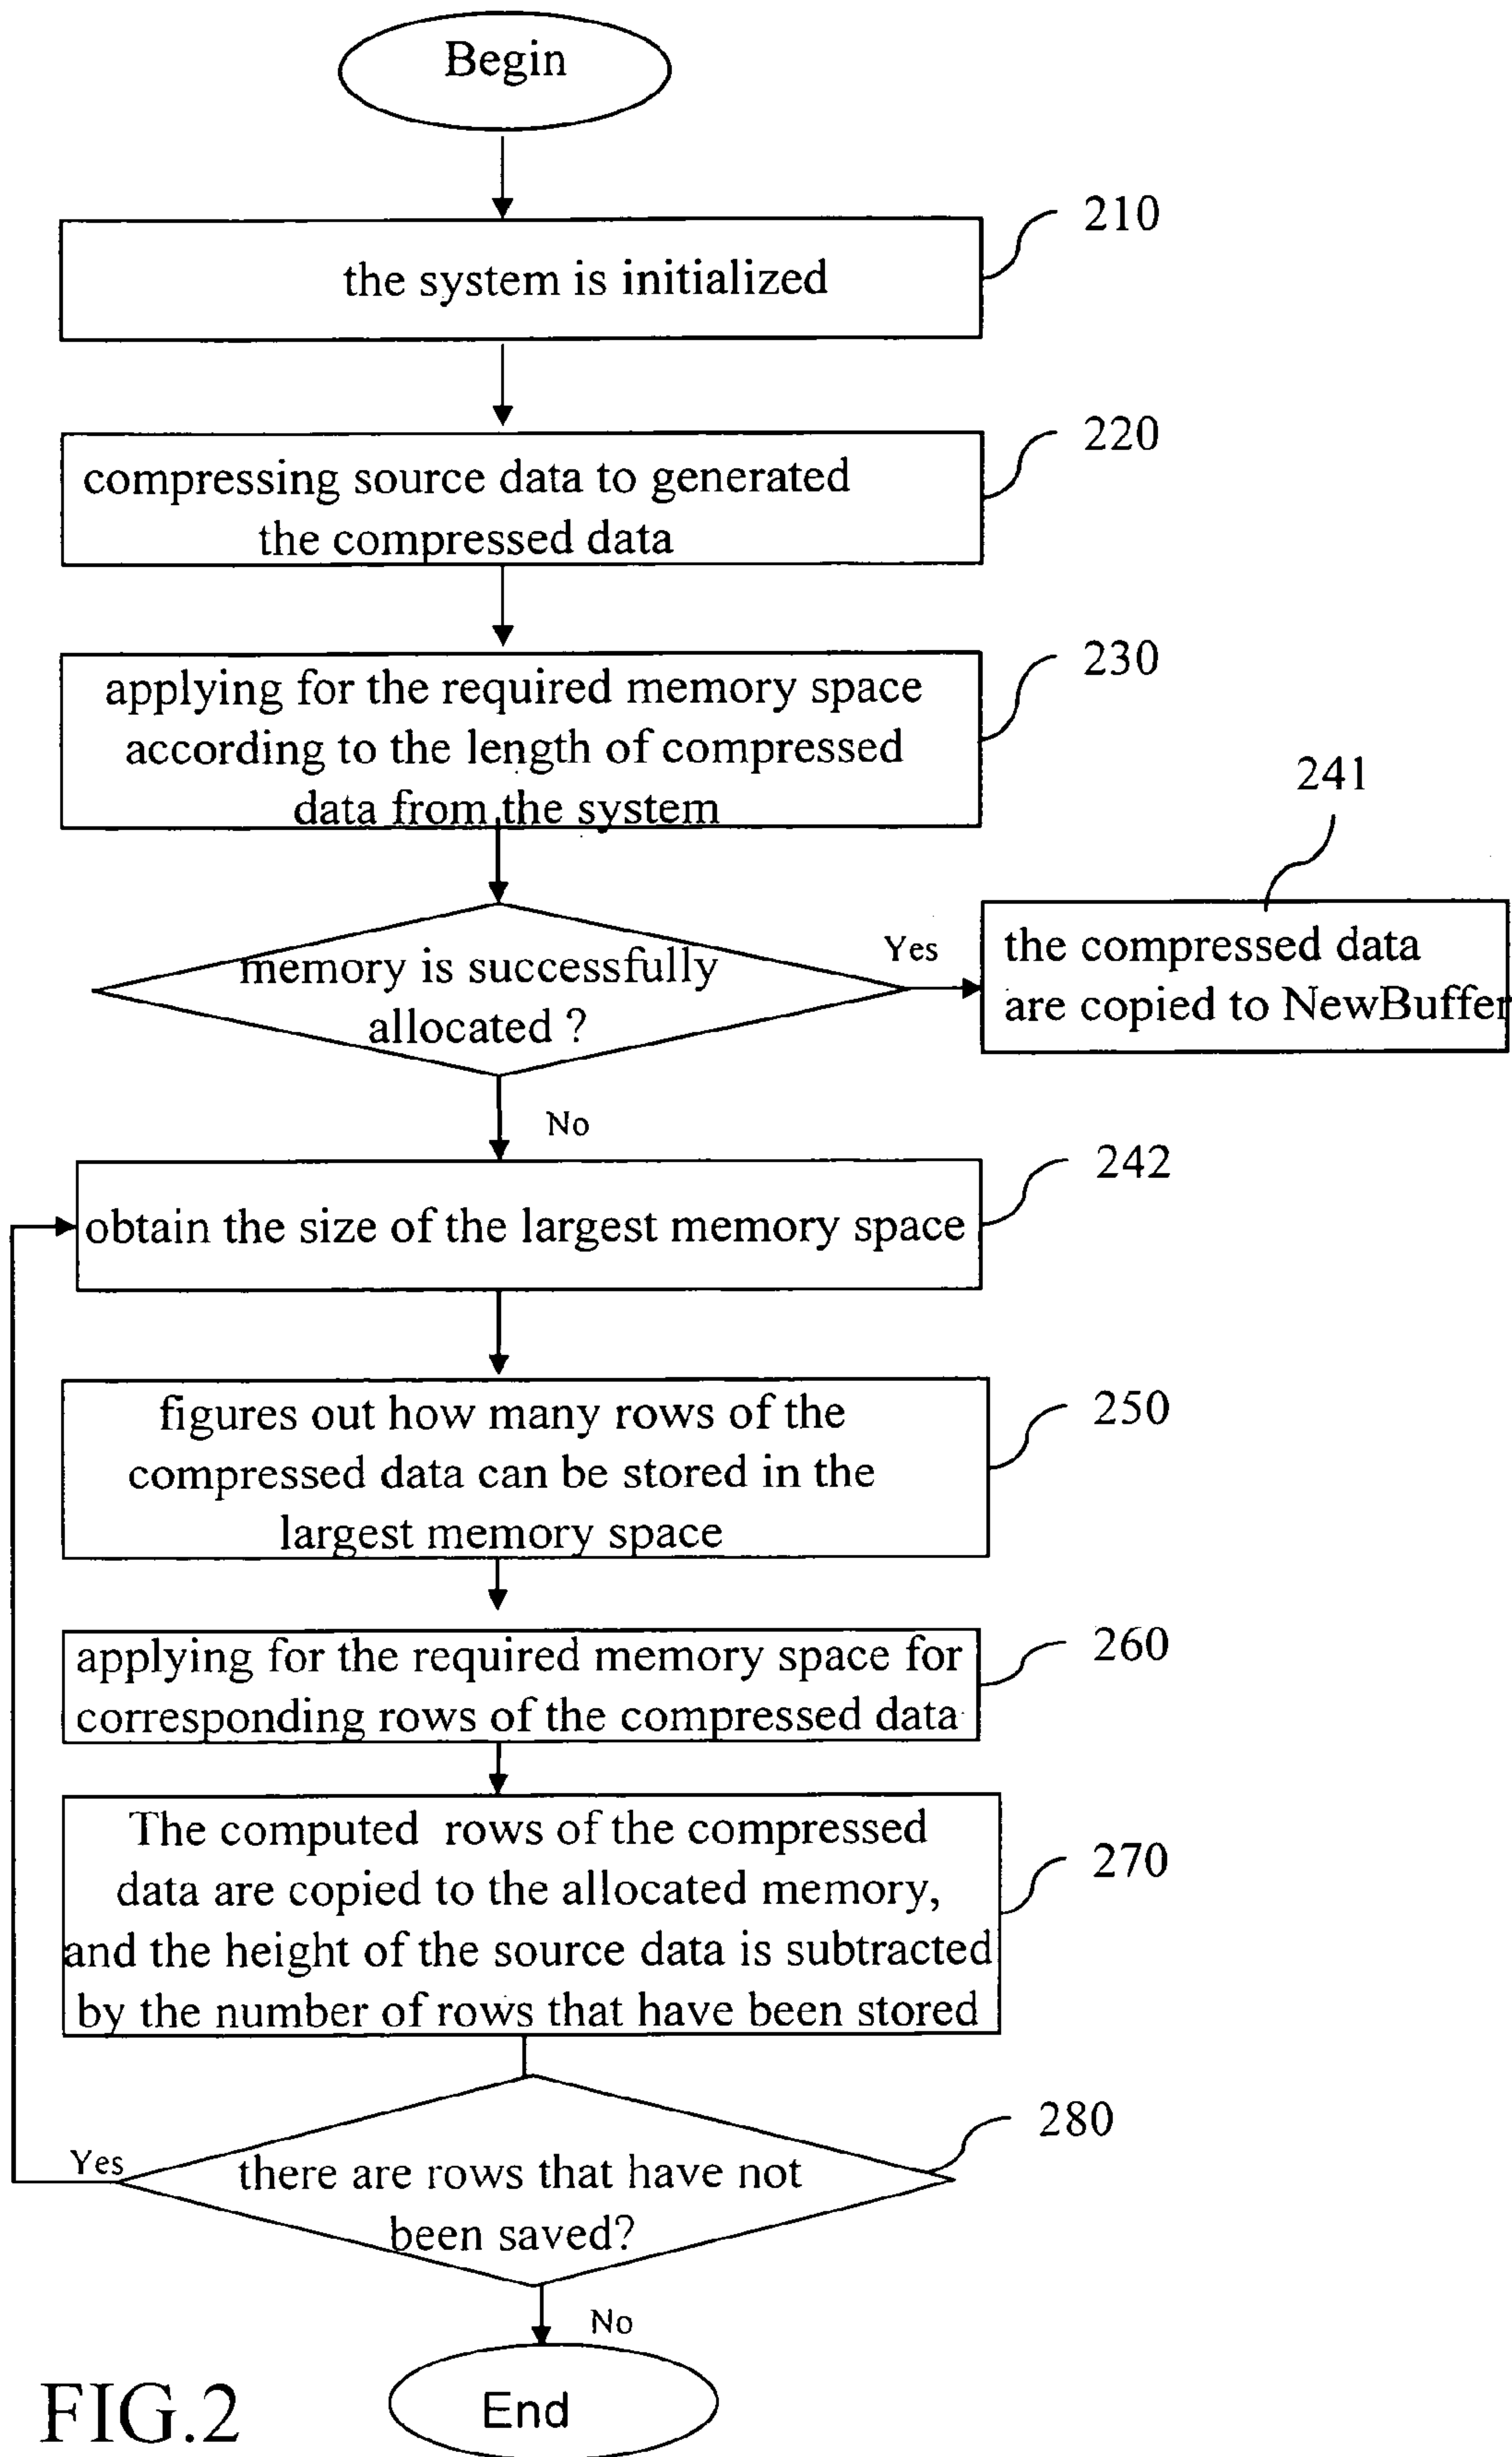 Begin
210
the system is initialized
220
compressing source data to generated
the compressed data
230
applying for the required memory space
according to the length of compressed
data from the system
241
memory is successfully
allocated ?
Yes
the compressed data
are copied to NewBuffer
No
242
obtain the size of the largest memory space
250
figures out how many rows of the
compressed data can be stored in the
largest memory space
260
applying for the required memory space for
corresponding rows of the compressed data
270
The computed rows of the compressed
data are copied to the allocated memory,
and the height of the source data is subtracted
by the number of rows that have been stored
280
Yes
there are rows that have not
been saved?
No
End
FIG.2